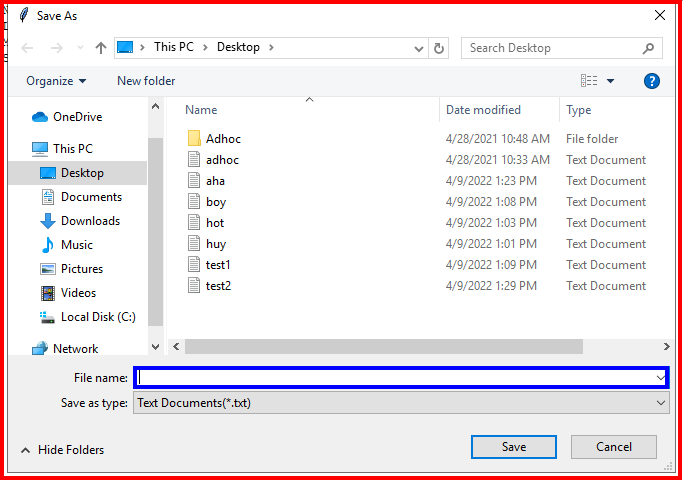 Save As
This PC
Desktop
Search Desktop
Organize
New folder
?
OneDrive
This PC
Desktop
Documents
Downloads
Music
Pictures
Videos
Local Disk (C:)
Network
Name Date modified Type
Adhoc 4/28/2021 10:48 AM File folder
adhoc 4/28/2021 10:33 AM Text Document
aha 4/9/2022 1:23 PM Text Document
boy 4/9/2022 1:08 PM Text Document
hot 4/9/2022 1:03 PM Text Document
huy 4/9/2022 1:01 PM Text Document
test1 4/9/2022 1:09 PM Text Document
test2 4/9/2022 1:29 PM Text Document
File name:
Save as type: Text Documents(*.txt)
Hide Folders
Save
Cancel